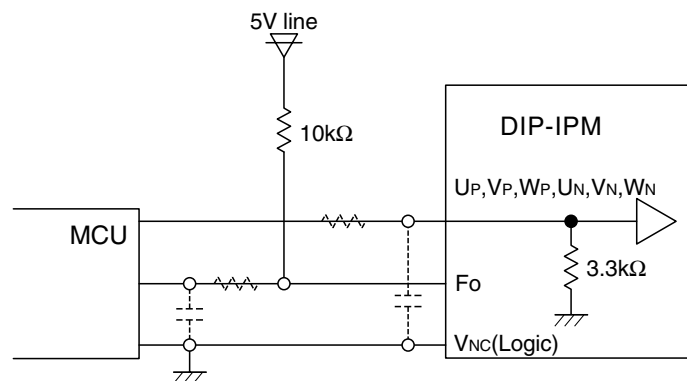 5V line
10kΩ
DIP-IPM
UP,VP,WP,UN,VN,WN
MCU
3.3kΩ
Fo
VNC(Logic)